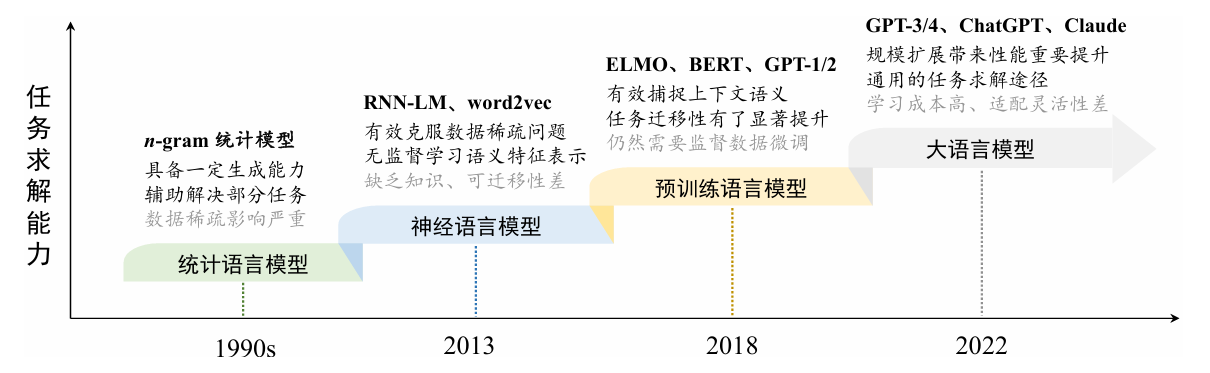 任务求解能力
n-gram 统计模型
具备一定生成能力
辅助解决部分任务
数据稀疏影响严重
统计语言模型
1990s
RNN-LM、word2vec
有效克服数据稀疏问题
无监督学习语义特征表示
缺乏知识、可迁移性差
神经语言模型
2013
ELMO、BERT、GPT-1/2
有效捕捉上下文语义
任务迁移性有了显著提升
仍然需要监督数据微调
预训练语言模型
2018
GPT-3/4、ChatGPT、Claude
规模扩展带来性能重要提升
通用的任务求解途径
学习成本高、适配灵活性差
大语言模型
2022